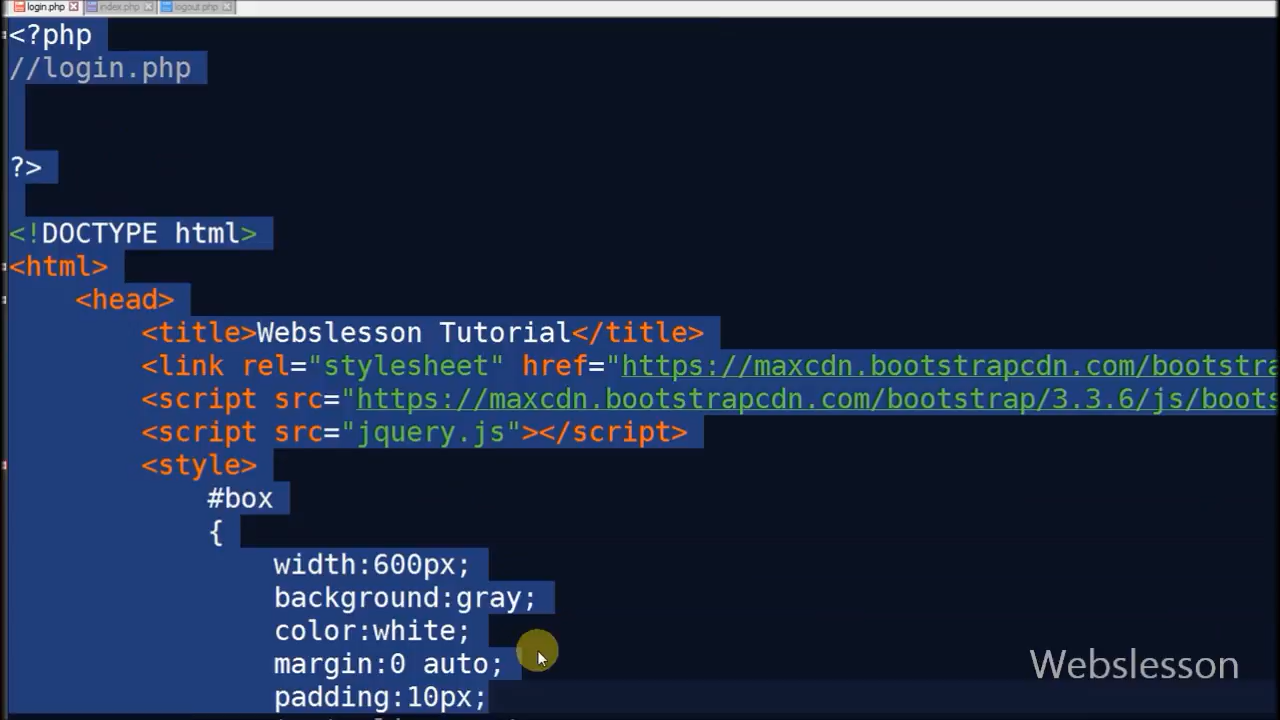 login.php index.php logout.php
<?php
//login.php
?>
<!DOCTYPE html>
<html>
<head>
<title>Webslesson Tutorial</title>
<link rel="stylesheet" href="https://maxcdn.bootstrapcdn.com/bootstra
<script src="https://maxcdn.bootstrapcdn.com/bootstrap/3.3.6/js/boots
<script src="jquery.js"></script>
<style>
#box
{
width:600px;
background:gray;
color:white;
margin:0 auto;
padding:10px;
Webslesson